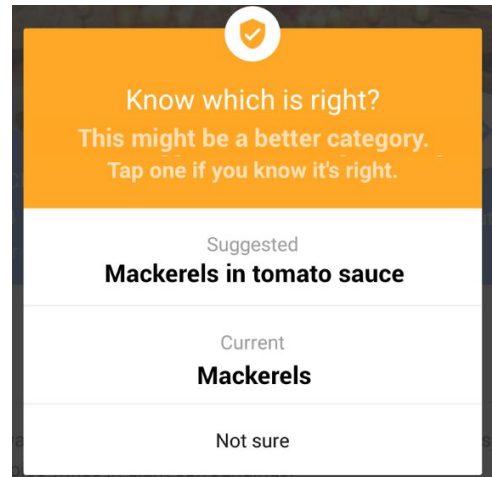 Know which is right?
This might be a better category.
Tap one if you know it's right.
Suggested
Mackerels in tomato sauce
Current
Mackerels
Not sure